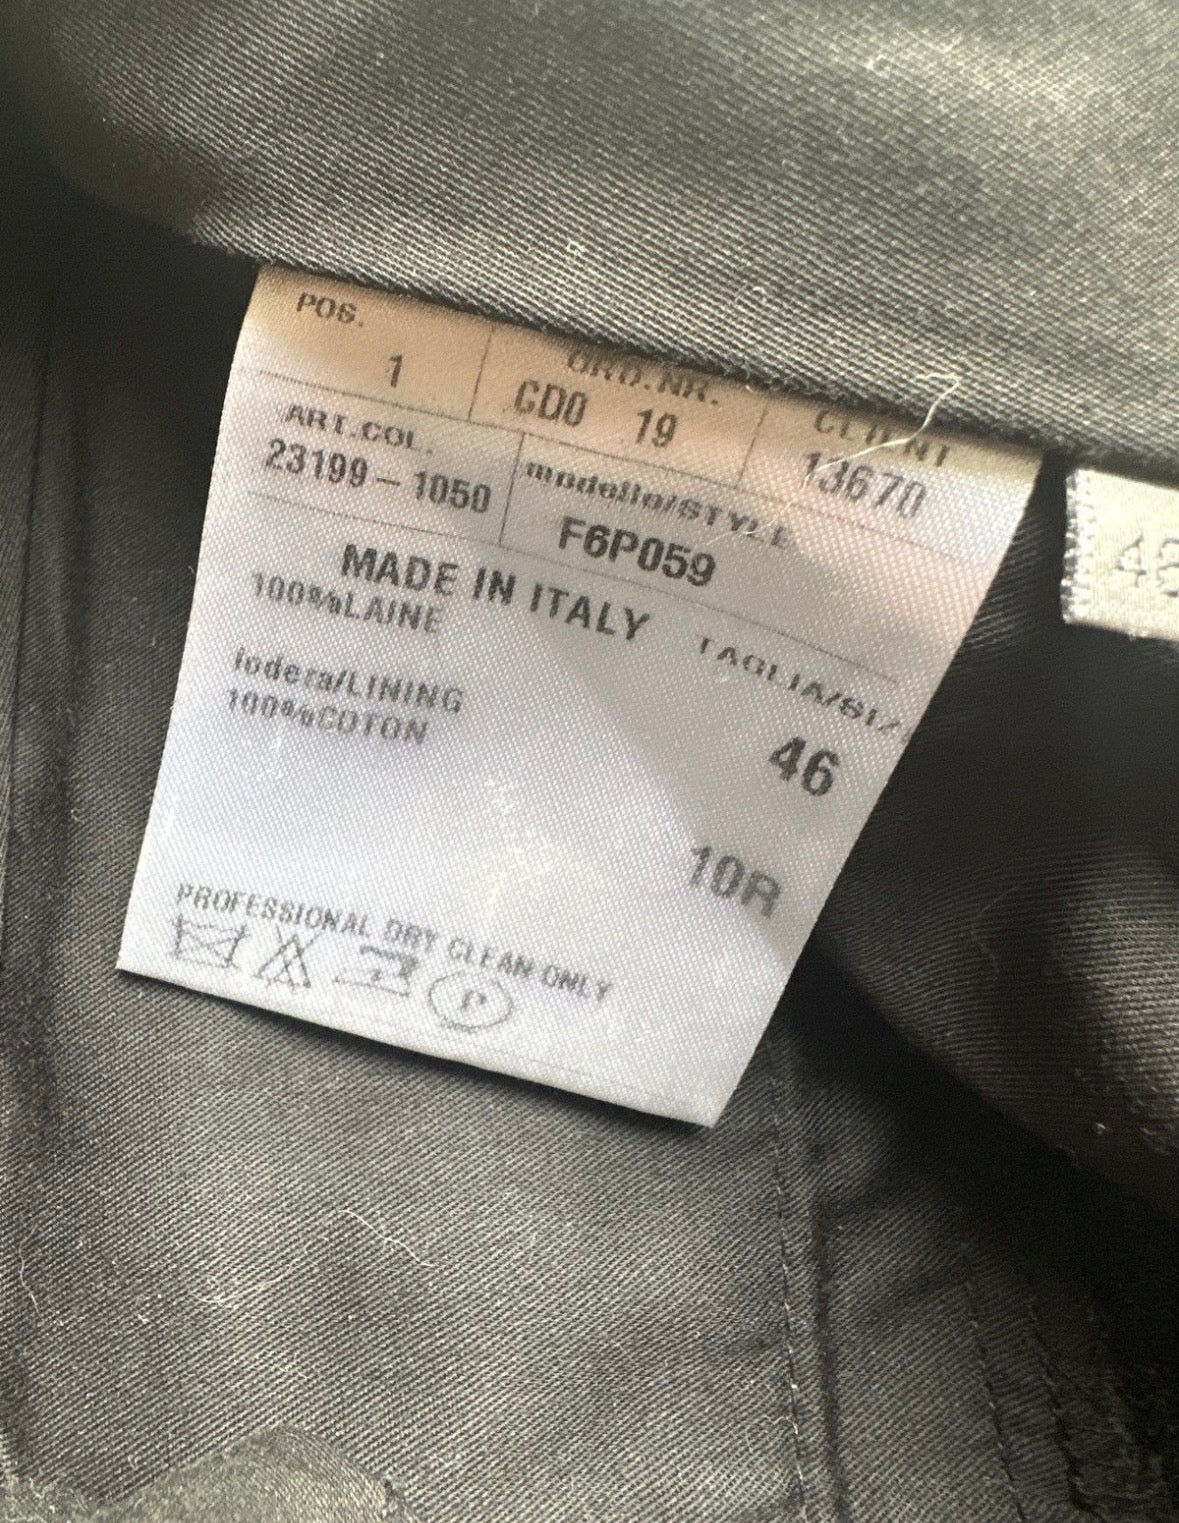 POS.
1
ORD.NR.
CD0 19
CLIENT
13670
ART.COL.
23199-1050
modello/STYLE
F6P059
MADE IN ITALY
100%LAINE
TAGLIA/SIZ
fodera/LINING
100%COTON
46
10R
PROFESSIONAL DRY CLEAN ONLY
P